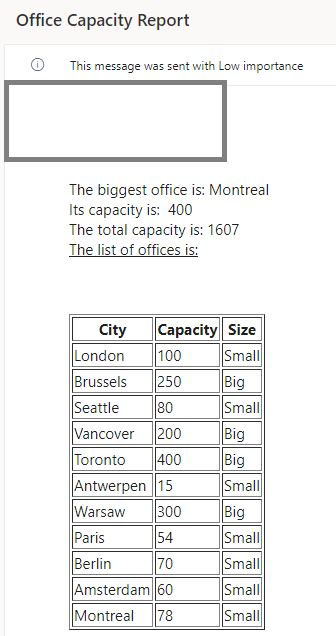 Office Capacity Report
This message was sent with Low importance
The biggest office is: Montreal
Its capacity is:  400
The total capacity is: 1607
The list of offices is:
City Capacity Size
London 100 Small
Brussels 250 Big
Seattle 80 Small
Vancouver 200 Big
Toronto 400 Big
Antwerpen 15 Small
Warsaw 300 Big
Paris 54 Small
Berlin 70 Small
Amsterdam 60 Small
Montreal 78 Small